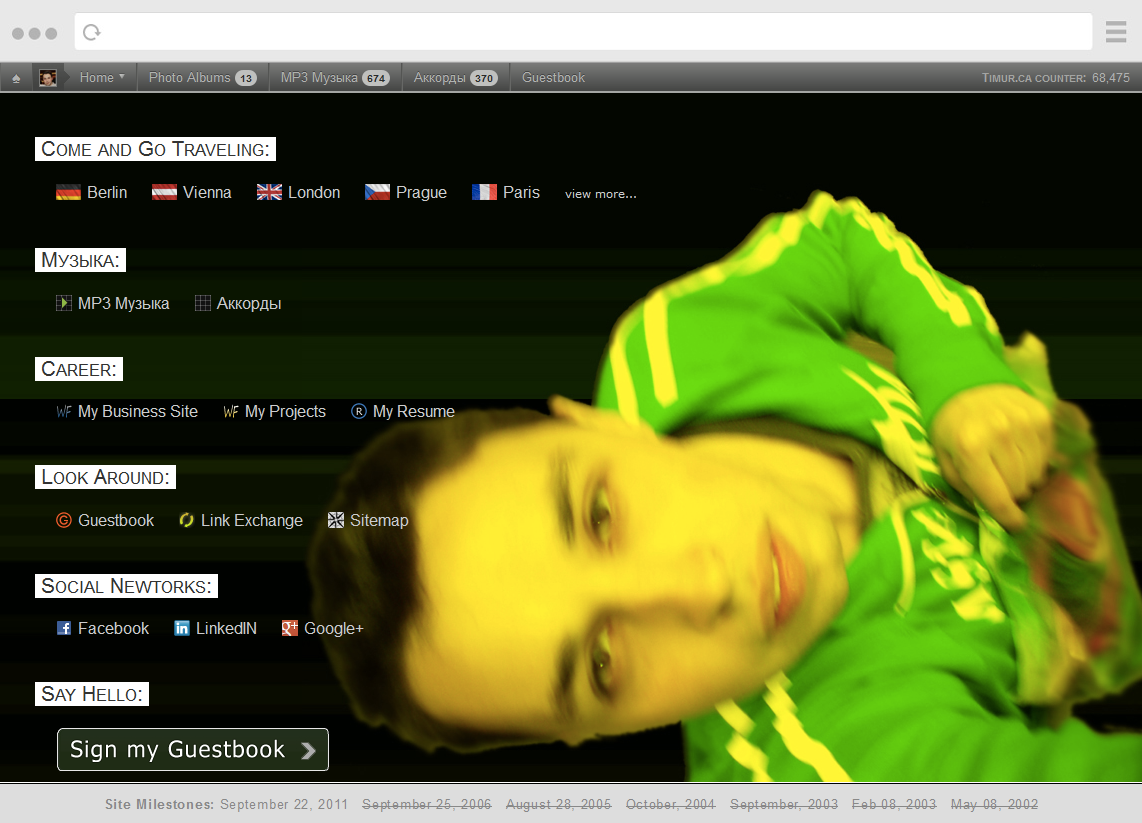 Home Photo Albums 13 MP3 Музыка 674 Аккорды 370 Guestbook Timur.ca counter: 68,475
Come and Go Traveling:
Berlin Vienna London Prague Paris view more...
Музыка:
MP3 Музыка Аккорды
Career:
WF My Business Site WF My Projects ® My Resume
Look Around:
Guestbook Link Exchange Sitemap
Social Newtorks:
Facebook LinkedIN Google+
Say Hello:
Sign my Guestbook
Site Milestones: September 22, 2011 September 25, 2006 August 28, 2005 October, 2004 September, 2003 Feb 08, 2003 May 08, 2002